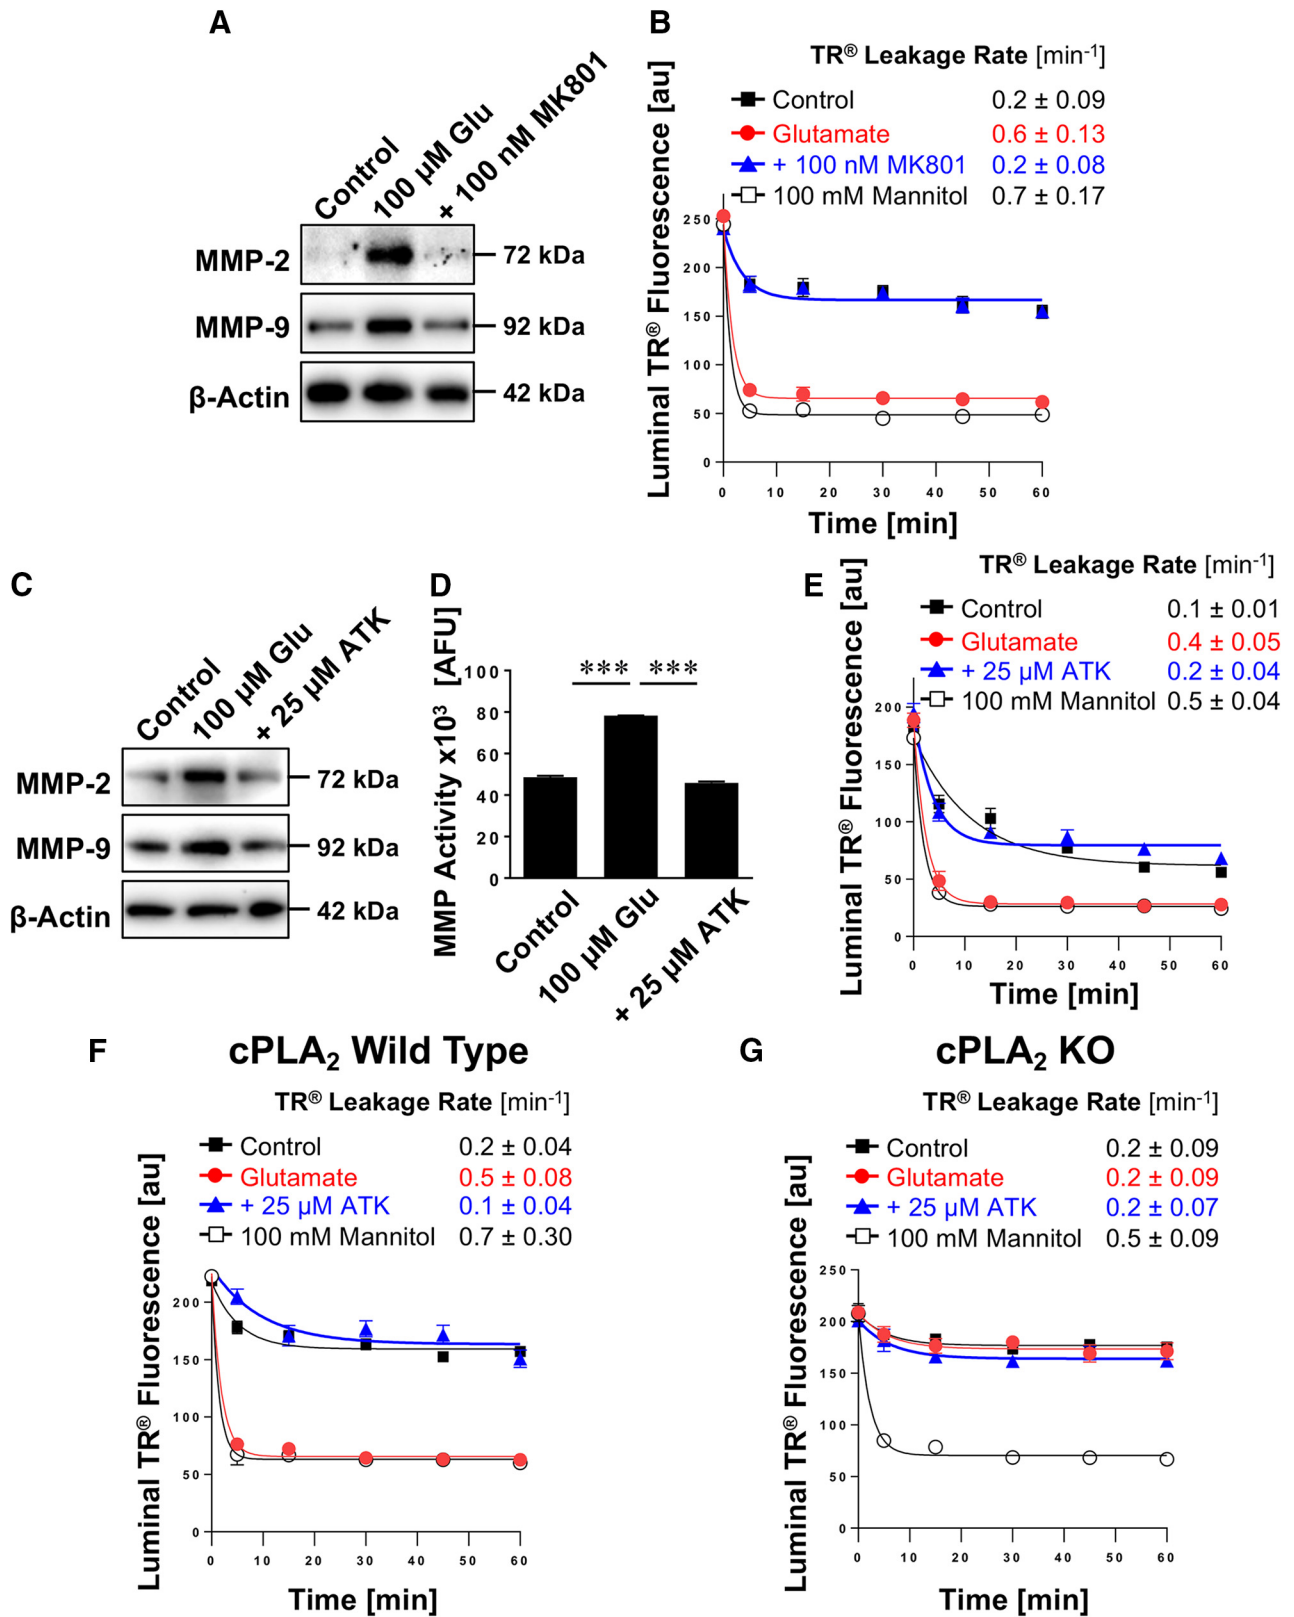 A
Control
100 µM Glu
+ 100 nM MK801
MMP-2
72 kDa
MMP-9
92 kDa
β-Actin
42 kDa
B
TR® Leakage Rate [min-1]
Control 0.2 ± 0.09
Glutamate 0.6 ± 0.13
+ 100 nM MK801 0.2 ± 0.08
100 mM Mannitol 0.7 ± 0.17
Luminal TR® Fluorescence [au]
250
200
150
100
50
0
0 10 20 30 40 50 60
Time [min]
C
Control
100 µM Glu
+ 25 µM ATK
MMP-2
72 kDa
MMP-9
92 kDa
β-Actin
42 kDa
D
MMP Activity x10³ [AFU]
100
80
60
40
20
0
*** ***
Control
100 µM Glu
+ 25 µM ATK
E
TR® Leakage Rate [min-1]
Control 0.1 ± 0.01
Glutamate 0.4 ± 0.05
+ 25 µM ATK 0.2 ± 0.04
100 mM Mannitol 0.5 ± 0.04
Luminal TR® Fluorescence [au]
200
150
100
50
0
0 10 20 30 40 50 60
Time [min]
F
cPLA₂ Wild Type
TR® Leakage Rate [min-1]
Control 0.2 ± 0.04
Glutamate 0.5 ± 0.08
+ 25 µM ATK 0.1 ± 0.04
100 mM Mannitol 0.7 ± 0.30
Luminal TR® Fluorescence [au]
200
150
100
50
0
0 10 20 30 40 50 60
Time [min]
G
cPLA₂ KO
TR® Leakage Rate [min-1]
Control 0.2 ± 0.09
Glutamate 0.2 ± 0.09
+ 25 µM ATK 0.2 ± 0.07
100 mM Mannitol 0.5 ± 0.09
Luminal TR® Fluorescence [au]
250
200
150
100
50
0
0 10 20 30 40 50 60
Time [min]